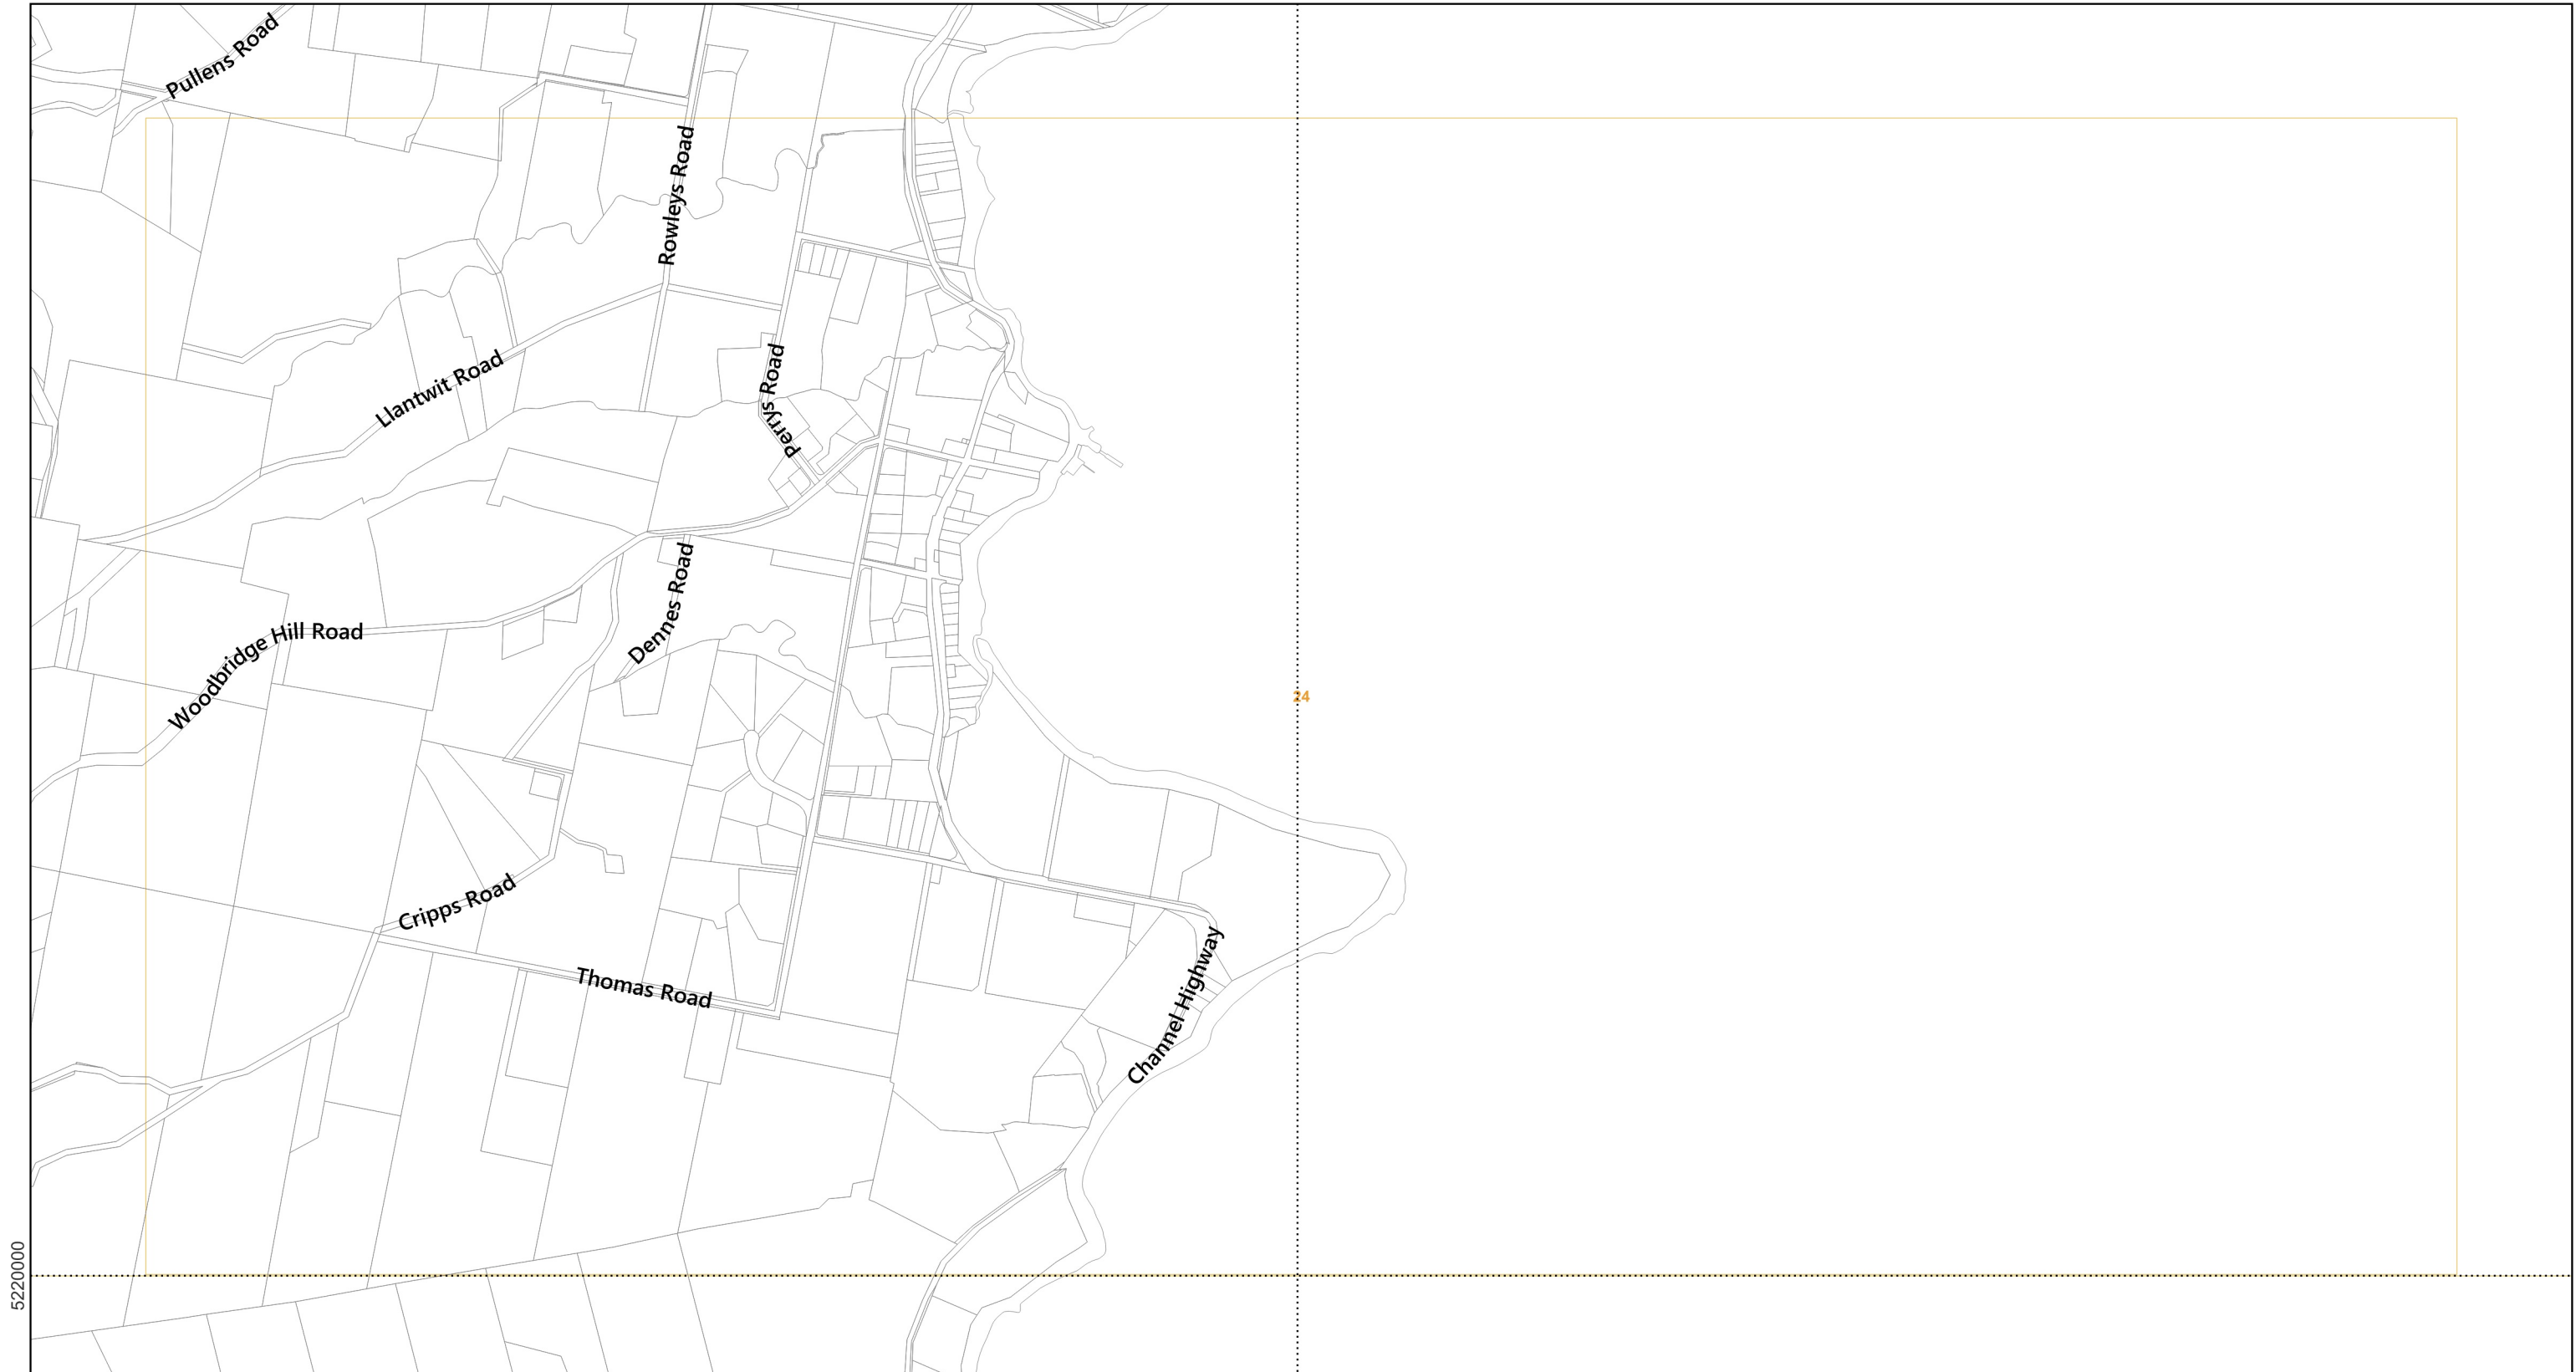 Pullens Road
Rowleys Road
Llantwit Road
Perrys Road
Dennes Road
Woodbridge Hill Road
24
Cripps Road
Thomas Road
Channel Highway
5220000